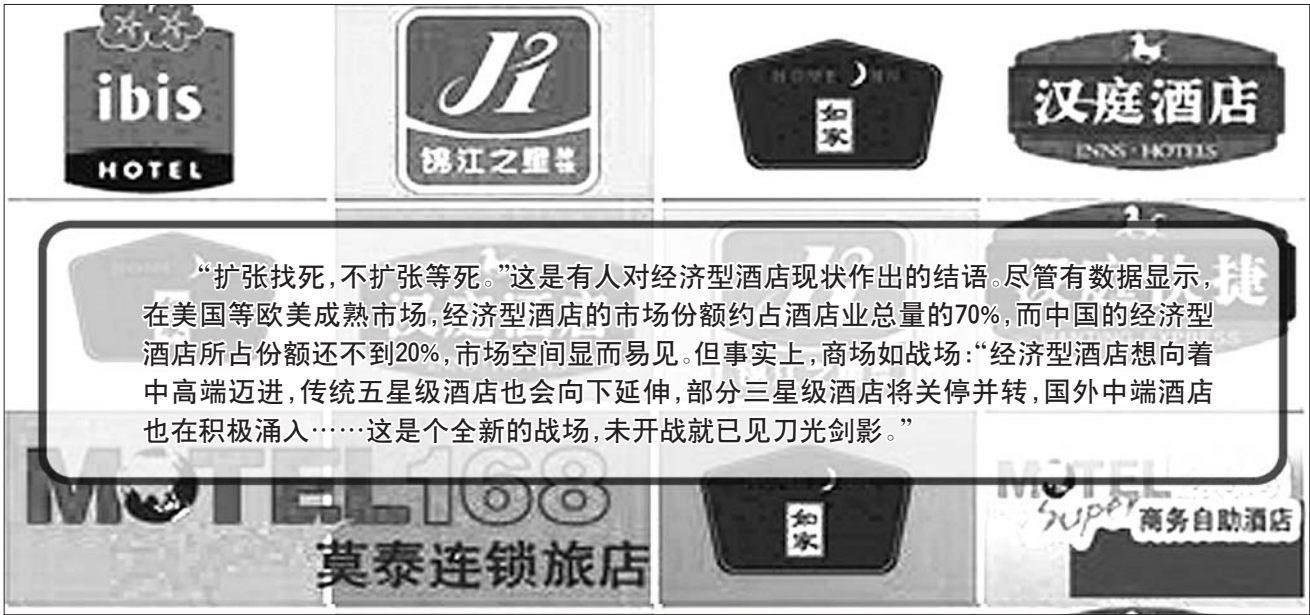 ibis
HOTEL
J1
锦江之星
HOME INN
如家
汉庭酒店
INNS·HOTELS
“扩张找死,不扩张等死。”这是有人对经济型酒店现状作出的结语。尽管有数据显示,
在美国等欧美成熟市场,经济型酒店的市场份额约占酒店业总量的70%,而中国的经济型
酒店所占份额还不到20%,市场空间显而易见。但事实上,商场如战场:“经济型酒店想向着
中高端迈进,传统五星级酒店也会向下延伸,部分三星级酒店将关停并转,国外中端酒店
也在积极涌入……这是个全新的战场,未开战就已见刀光剑影。”
MOTEL168
莫泰连锁旅店
如家
MOTEL
Super
商务自助酒店